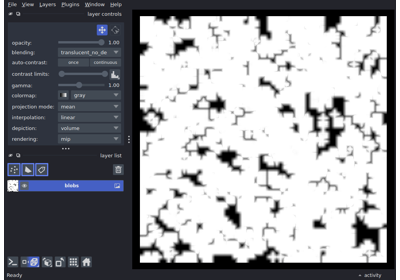 File View Layers Plugins Window Help
layer controls
opacity: 1.00
blending: translucent_no_de
auto-contrast: once continuous
contrast limits:
gamma: 1.00
colormap: gray
projection mode: mean
interpolation: linear
depiction: volume
rendering: mip
layer list
blobs
Ready activity